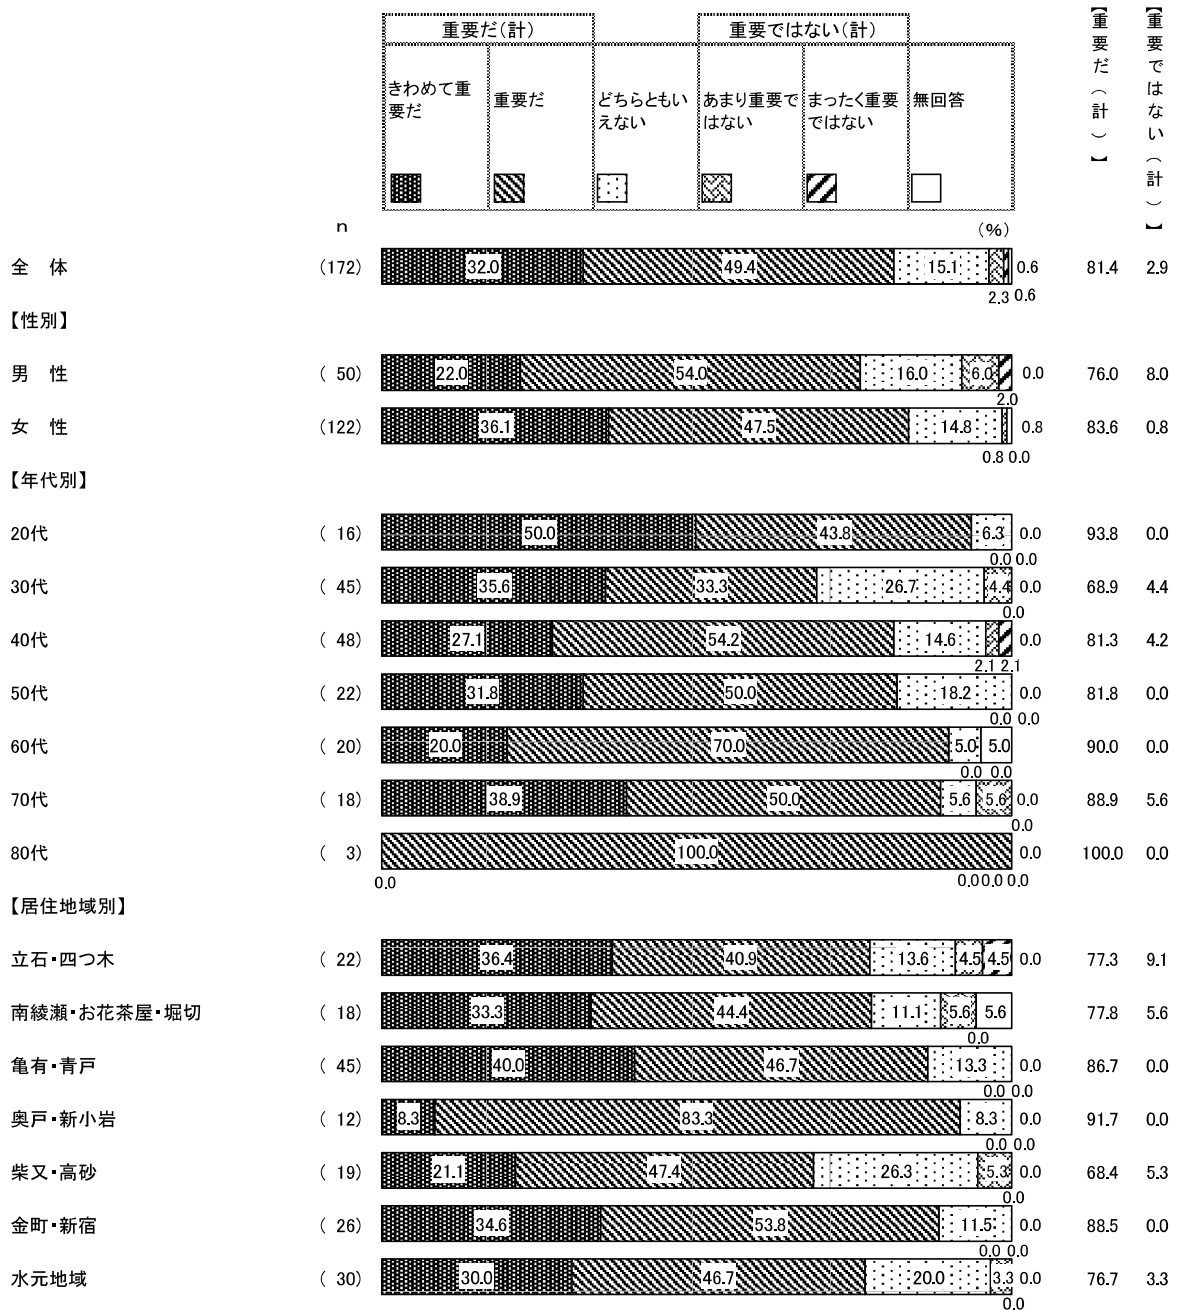 重要だ(計) 重要ではない(計) 【重要だ(計)】 【重要ではない(計)】
きわめて重要だ 重要だ どちらともいえない あまり重要ではない まったく重要ではない 無回答
n (%)
全 体 (172) 32.0 49.4 15.1 0.6 81.4 2.9
2.3 0.6
【性別】
男 性 ( 50) 22.0 54.0 16.0 6.0 0.0 76.0 8.0
2.0
女 性 (122) 36.1 47.5 14.8 0.8 83.6 0.8
0.8 0.0
【年代別】
20代 ( 16) 50.0 43.8 6.3 0.0 93.8 0.0
0.0 0.0
30代 ( 45) 35.6 33.3 26.7 4.4 0.0 68.9 4.4
0.0
40代 ( 48) 27.1 54.2 14.6 0.0 81.3 4.2
2.1 2.1
50代 ( 22) 31.8 50.0 18.2 0.0 81.8 0.0
0.0 0.0
60代 ( 20) 20.0 70.0 5.0 5.0 90.0 0.0
0.0 0.0
70代 ( 18) 38.9 50.0 5.6 5.6 0.0 88.9 5.6
0.0
80代 ( 3) 100.0 0.0 100.0 0.0
0.0 0.0 0.0 0.0
【居住地域別】
立石・四つ木 ( 22) 36.4 40.9 13.6 4.5 4.5 0.0 77.3 9.1
南綾瀬・お花茶屋・堀切 ( 18) 33.3 44.4 11.1 5.6 5.6 77.8 5.6
0.0
亀有・青戸 ( 45) 40.0 46.7 13.3 0.0 86.7 0.0
0.0 0.0
奥戸・新小岩 ( 12) 8.3 83.3 8.3 0.0 91.7 0.0
0.0 0.0
柴又・高砂 ( 19) 21.1 47.4 26.3 5.3 0.0 68.4 5.3
0.0
金町・新宿 ( 26) 34.6 53.8 11.5 0.0 88.5 0.0
0.0 0.0
水元地域 ( 30) 30.0 46.7 20.0 3.3 0.0 76.7 3.3
0.0